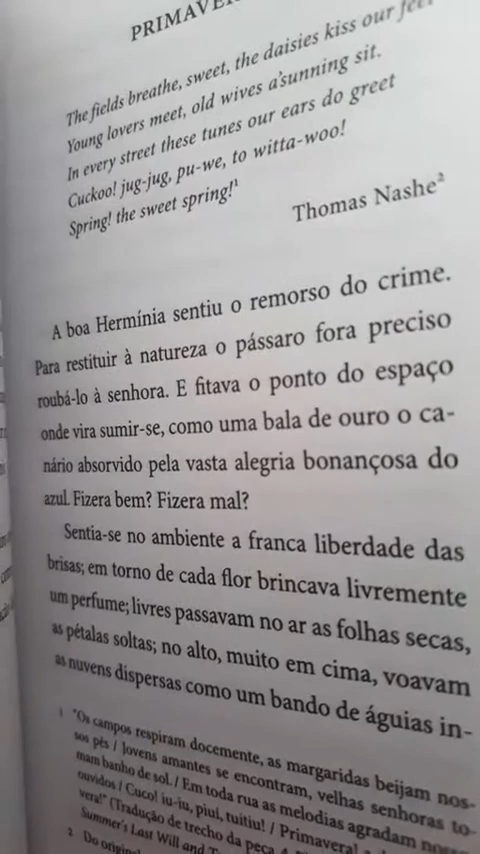 The fields breathe, sweet, the daisies kiss our feet
Young lovers meet, old wives a'sunning sit.
In every street these tunes our ears do greet
Cuckoo! jug-jug, pu-we, to witta-woo!
Spring! the sweet spring!¹
Thomas Nashe²
A boa Hermínia sentiu o remorso do crime.
Para restituir à natureza o pássaro fora preciso
roubá-lo à senhora. E fitava o ponto do espaço
onde vira sumir-se, como uma bala de ouro o ca-
nário absorvido pela vasta alegria bonançosa do
azul. Fizera bem? Fizera mal?
Sentia-se no ambiente a franca liberdade das
brisas; em torno de cada flor brincava livremente
um perfume; livres passavam no ar as folhas secas,
as pétalas soltas; no alto, muito em cima, voavam
as nuvens dispersas como um bando de águias in-
1 "Os campos respiram docemente, as margaridas beijam nos-
sos pés / Jovens amantes se encontram, velhas senhoras to-
mam banho de sol. / Em toda rua as melodias agradam
ouvidos / Cuco! iu-iu, piuí, tuitiu! / Primavera!
vera!" (Tradução de trecho da peça
Summer's Last Will and
2 Do